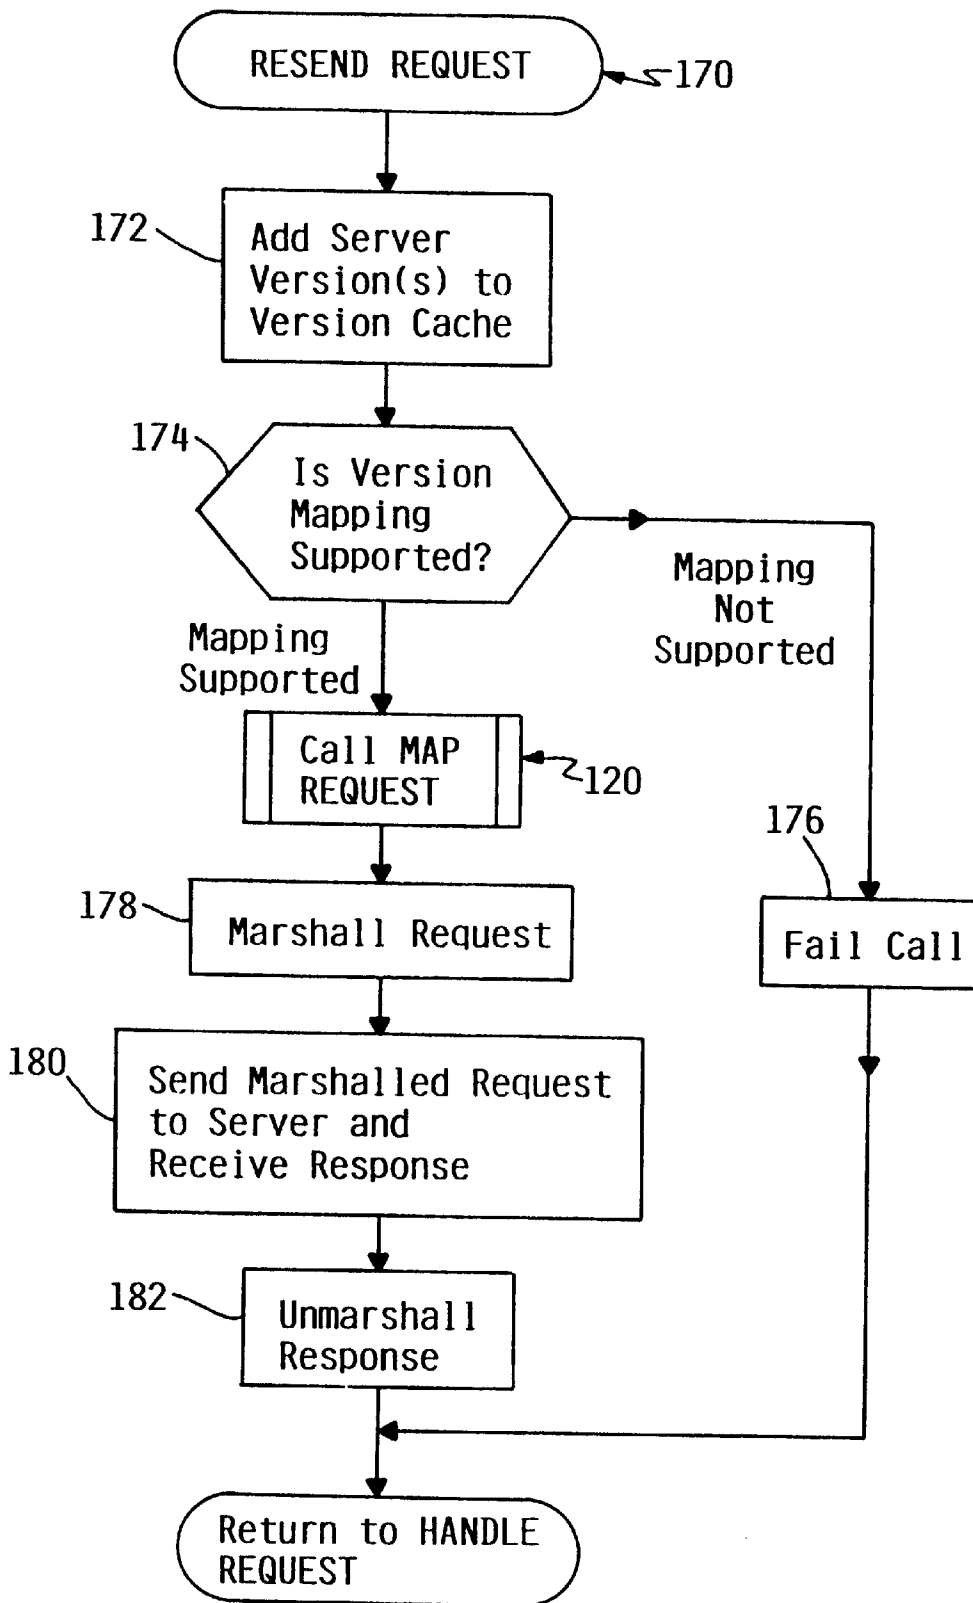 RESEND REQUEST
170
172
Add Server
Version(s) to
Version Cache
174
Is Version
Mapping
Supported?
Mapping
Not
Supported
Mapping
Supported
Call MAP
REQUEST
120
176
178
Marshall Request
Fail Call
180
Send Marshalled Request
to Server and
Receive Response
182
Unmarshall
Response
Return to HANDLE
REQUEST